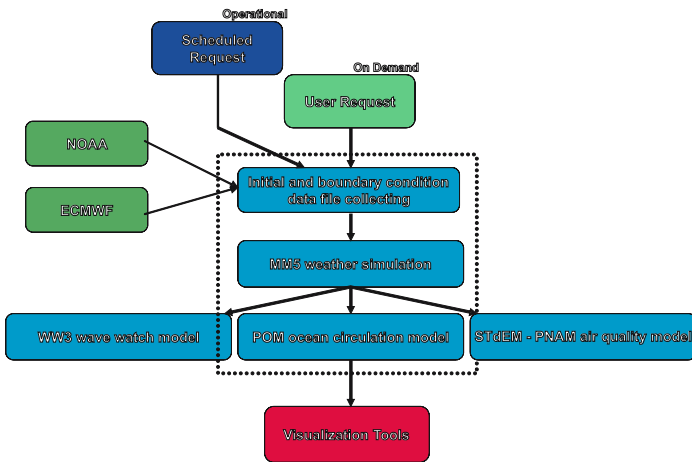 Operational
Scheduled
Request
On Demand
User Request
NOAA
ECMWF
Initial and boundary condition
data file collecting
MM5 weather simulation
WW3 wave watch model
POM ocean circulation model
STdEM - PNAM air quality model
Visualization Tools